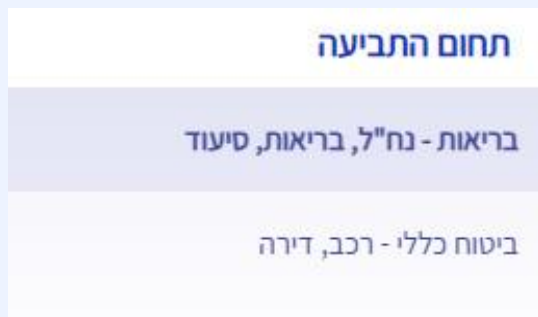 תחום התביעה
בריאות - נח"ל, בריאות, סיעוד
ביטוח כללי - רכב, דירה